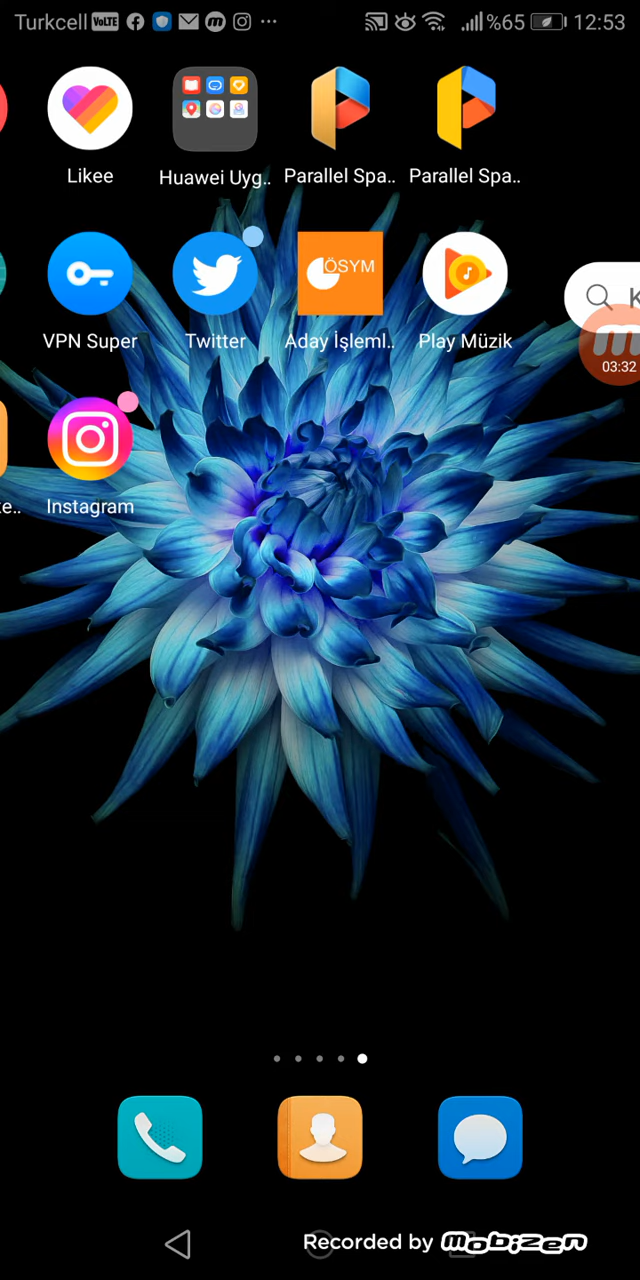 Turkcell VoLTE %65 12:53
Likee
Huawei Uyg..
Parallel Spa..
Parallel Spa..
ÖSYM
VPN Super
Twitter
Aday İşleml..
Play Müzik
K
03:32
Instagram
Recorded by Mobizen